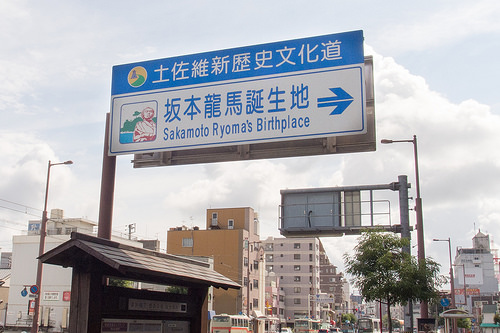 土佐維新歴史文化道
坂本龍馬誕生地
Sakamoto Ryoma's Birthplace